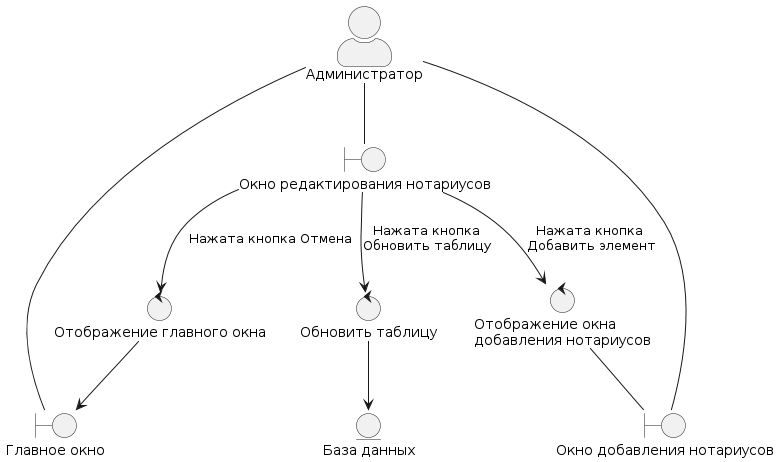 Администратор
Окно редактирования нотариусов
Нажата кнопка Отмена
Нажата кнопка
Обновить таблицу
Нажата кнопка
Добавить элемент
Отображение главного окна
Обновить таблицу
Отображение окна
добавления нотариусов
Главное окно
База данных
Окно добавления нотариусов